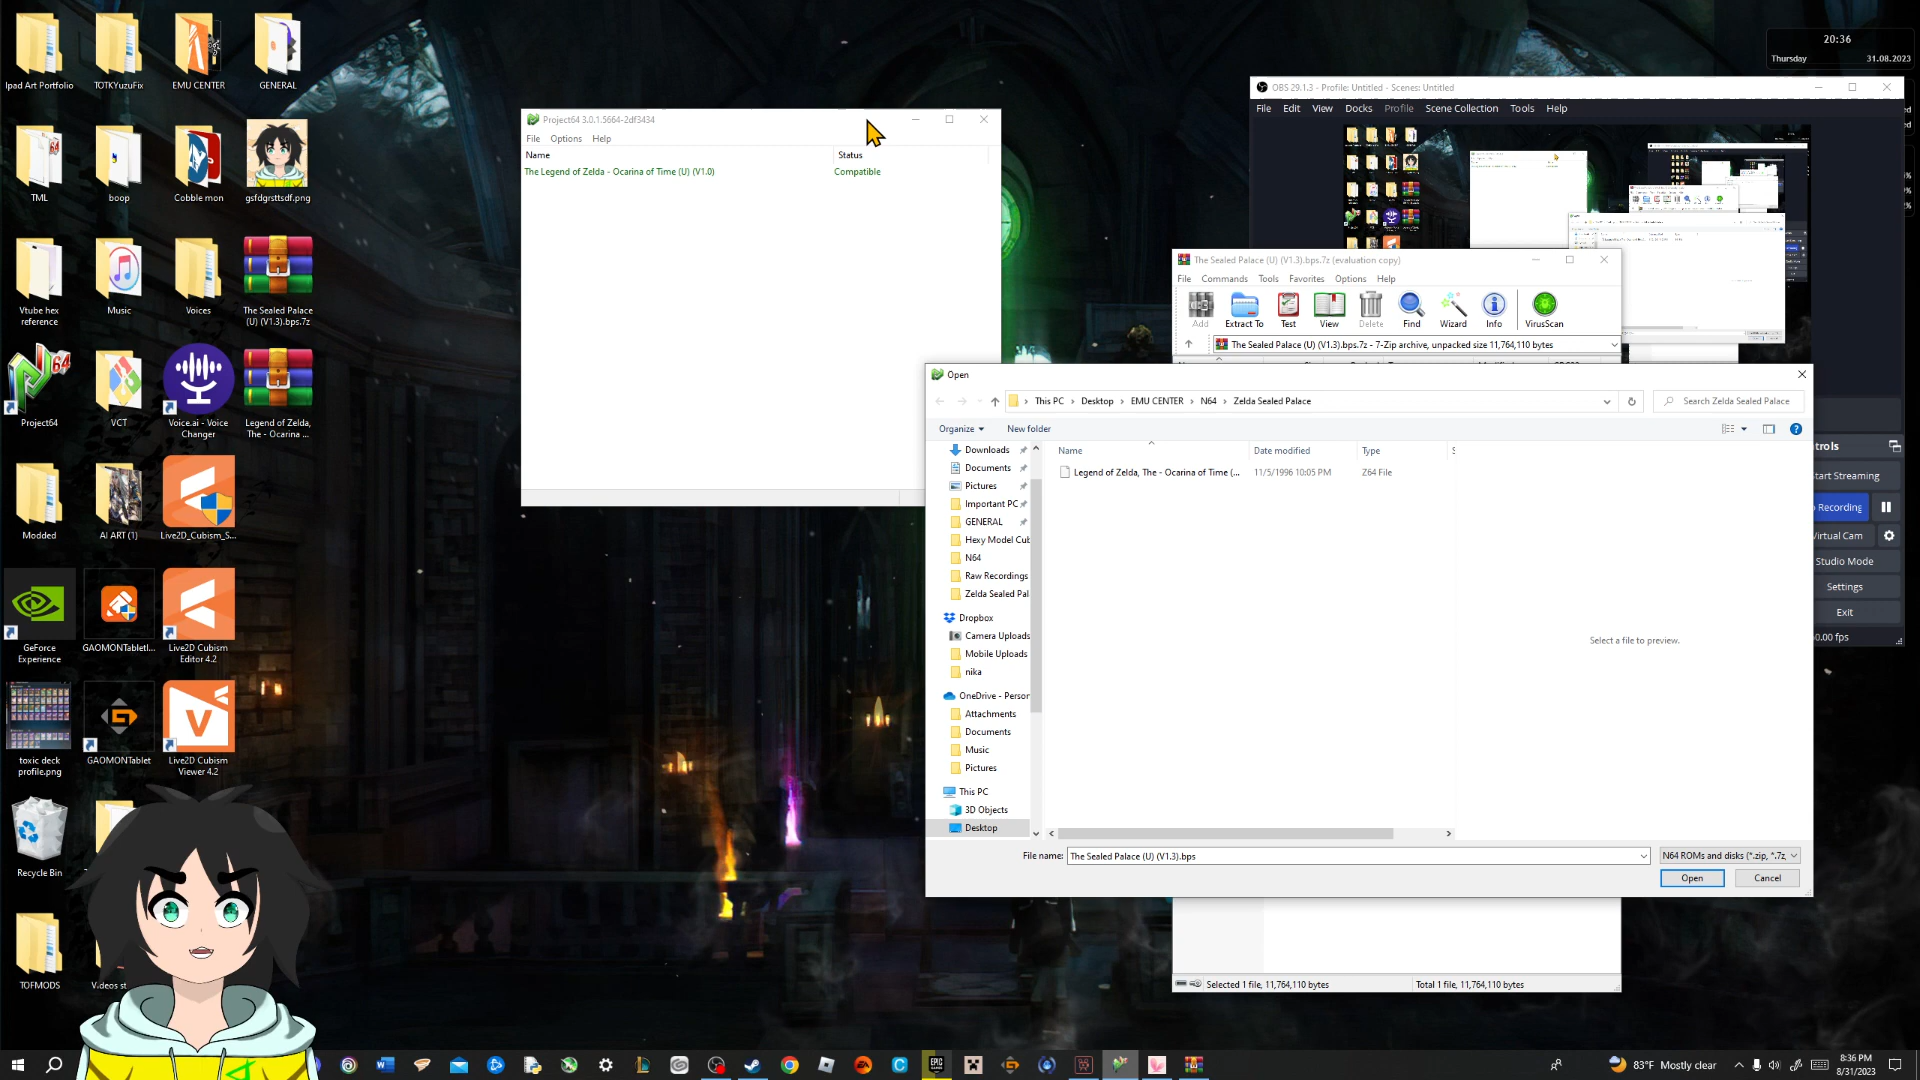 Ipad Art Portfolio
TOTKYuzuFix
EMU CENTER
GENERAL
TML
boop
Cobble mon
gsfdgrsttsdf.png
Vtube hex
reference
Music
Voices
The Sealed Palace
(U) (V1.3).bps.7z
Project64
VCT
Voice.ai - Voice
Changer
Legend of Zelda,
The - Ocarina ...
Modded
AI ART (1)
Live2D_Cubism_S...
GeForce
Experience
GAOMONTabletI...
Live2D Cubism
Editor 4.2
toxic deck
profile.png
GAOMONTablet
Live2D Cubism
Viewer 4.2
Recycle Bin
TOFMODS
Project64 3.0.1.5664-2df3434
File Options Help
Name Status
The Legend of Zelda - Ocarina of Time (U) (V1.0) Compatible
20:36
Thursday 31.08.2023
OBS 29.1.3 - Profile: Untitled - Scenes: Untitled
File Edit View Docks Profile Scene Collection Tools Help
The Sealed Palace (U) (V1.3).bps.7z (evaluation copy)
File Commands Tools Favorites Options Help
Add Extract To Test View Delete Find Wizard Info VirusScan
The Sealed Palace (U) (V1.3).bps.7z - 7-Zip archive, unpacked size 11,764,110 bytes
Open
This PC > Desktop > EMU CENTER > N64 > Zelda Sealed Palace
Search Zelda Sealed Palace
Organize New folder
Name Date modified Type S
Legend of Zelda, The - Ocarina of Time (... 11/5/1996 10:05 PM Z64 File
Downloads
Documents
Pictures
Important PC
GENERAL
Hexy Model Cub
N64
Raw Recordings
Zelda Sealed Pal
Dropbox
Camera Uploads
Mobile Uploads
nika
OneDrive - Person
Attachments
Documents
Music
Pictures
This PC
3D Objects
Desktop
Select a file to preview.
File name: The Sealed Palace (U) (V1.3).bps
N64 ROMs and disks (*.zip, *.7z,
Open Cancel
trols
tart Streaming
Recording
Virtual Cam
Studio Mode
Settings
Exit
0.00 fps
Selected 1 file, 11,764,110 bytes
Total 1 file, 11,764,110 bytes
83°F Mostly clear
8:36 PM
8/31/2023